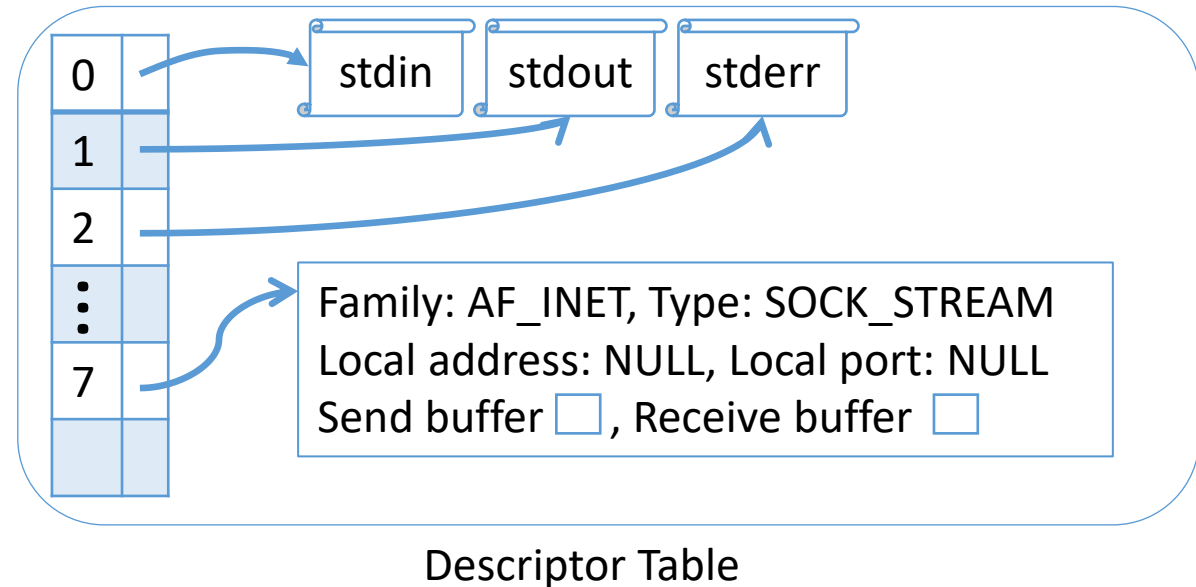 0
stdin stdout stderr
1
2
⋮
Family: AF_INET, Type: SOCK_STREAM
Local address: NULL, Local port: NULL
7
Send buffer , Receive buffer
Descriptor Table